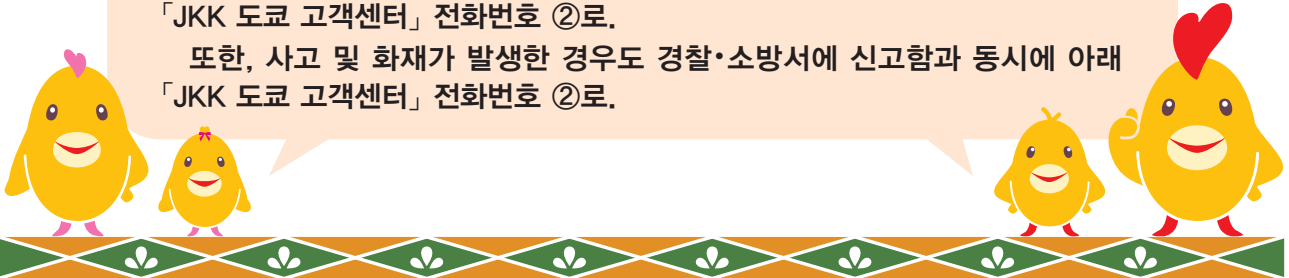 「JKK 도쿄 고객센터」 전화번호 ②로.
또한, 사고 및 화재가 발생한 경우도 경찰･소방서에 신고함과 동시에 아래
「JKK 도쿄 고객센터」 전화번호 ②로.